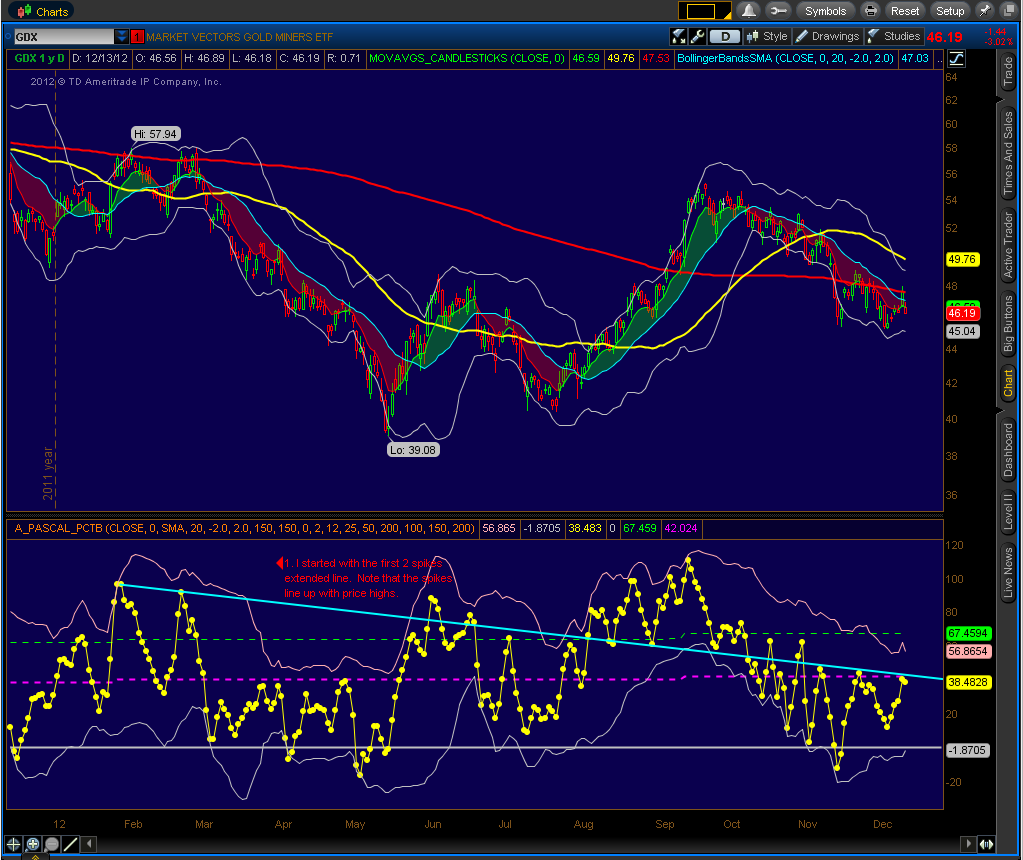 Charts
Symbols Reset Setup
GDX 1 MARKET VECTORS GOLD MINERS ETF D Style Drawings Studies 46.19 -1.44
-3.02%
GDX 1 y D D: 12/13/12 O: 46.56 H: 46.89 L: 46.18 C: 46.19 R: 0.71 MOVAVGS_CANDLESTICKS (CLOSE, 0) 46.59 49.76 47.53 BollingerBandsSMA (CLOSE, 0, 20, -2.0, 2.0) 47.03 ..
2012 © TD Ameritrade IP Company, Inc.
Hi: 57.94
Lo: 39.08
2011 year
64
62
60
58
56
54
52
49.76
48
46.19
45.04
44
42
40
38
36
A_PASCAL_PCTB (CLOSE, 0, SMA, 20, -2.0, 2.0, 150, 150, 0, 2, 12, 25, 50, 200, 100, 150, 200) 56.865 -1.8705 38.483 0 67.459 42.024
1. I started with the first 2 spikes
extended line. Note that the spikes
line up with price highs.
120
100
80
67.4594
56.8654
38.4828
20
-1.8705
-20
12 Feb Mar Apr May Jun Jul Aug Sep Oct Nov Dec
Trade
Times And Sales
Active Trader
Big Buttons
Chart
Dashboard
Level II
Live News